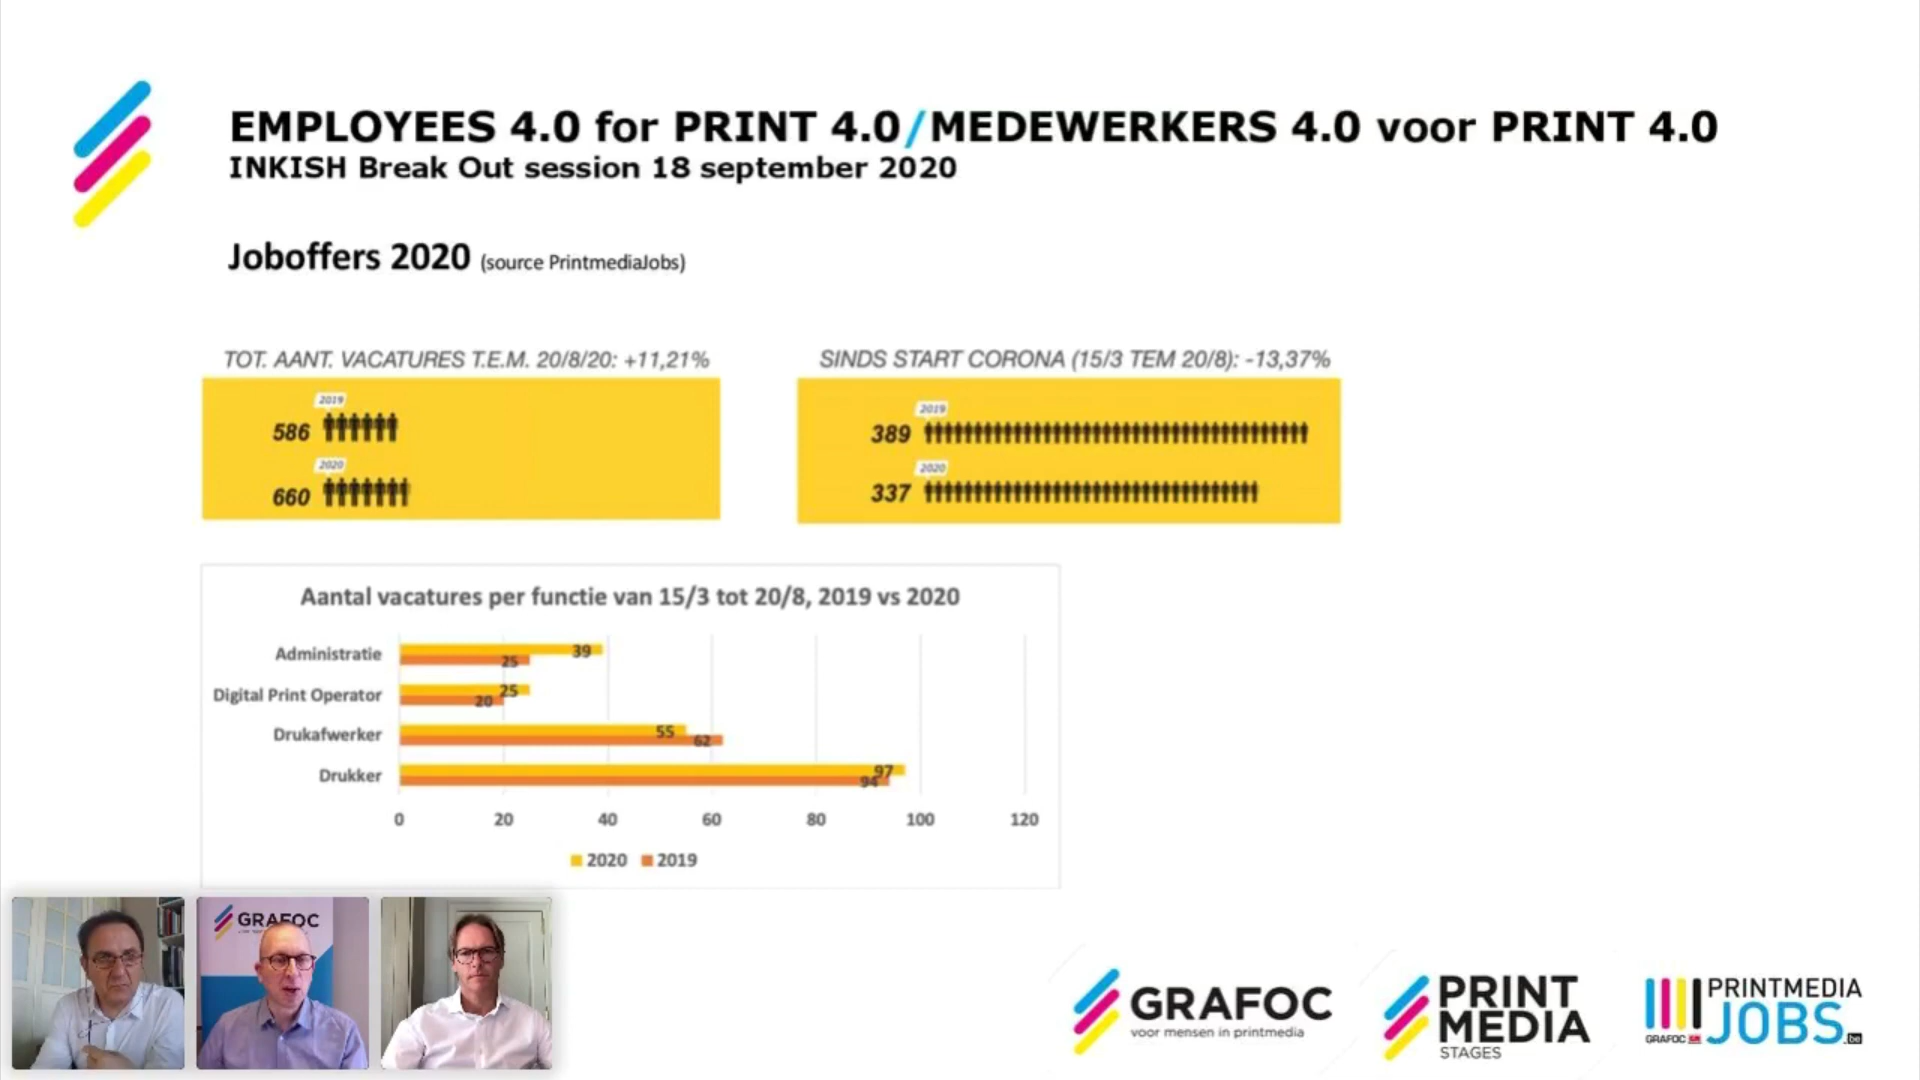 EMPLOYEES 4.0 for PRINT 4.0/MEDEWERKERS 4.0 voor PRINT 4.0
INKISH Break Out session 18 september 2020
Joboffers 2020 (source PrintmediaJobs)
TOT. AANT. VACATURES T.E.M. 20/8/20: +11,21%
2019
586
2020
660
SINDS START CORONA (15/3 TEM 20/8): -13,37%
2019
389
2020
337
Aantal vacatures per functie van 15/3 tot 20/8, 2019 vs 2020
Administratie
39
25
Digital Print Operator
25
20
Drukafwerker
55
62
Drukker
97
94
0 20 40 60 80 100 120
2020 2019
GRAFOC
GRAFOC
voor mensen in printmedia
PRINT
MEDIA
STAGES
PRINTMEDIA
JOBS.be
GRAFOC